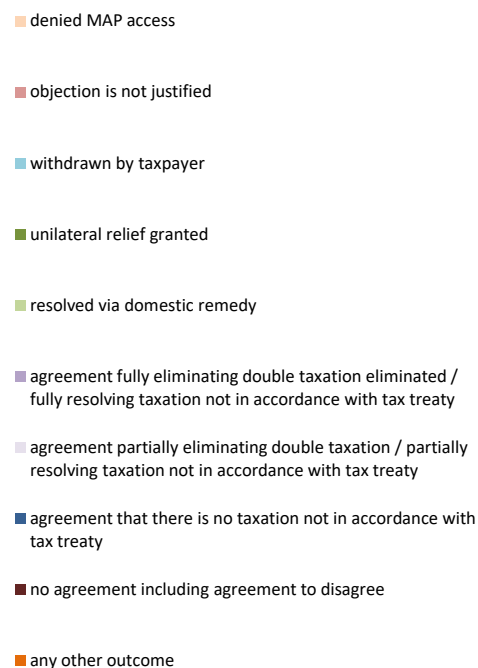 denied MAP access
objection is not justified
withdrawn by taxpayer
unilateral relief granted
resolved via domestic remedy
agreement fully eliminating double taxation eliminated /
fully resolving taxation not in accordance with tax treaty
agreement partially eliminating double taxation / partially
resolving taxation not in accordance with tax treaty
agreement that there is no taxation not in accordance with
tax treaty
no agreement including agreement to disagree
any other outcome